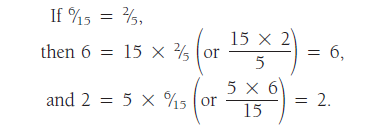 If ⁶⁄₁₅ = ⅖,
then 6 = 15 × ⅖ (or (15 × 2)/5) = 6,
and 2 = 5 × ⁶⁄₁₅ (or (5 × 6)/15) = 2.